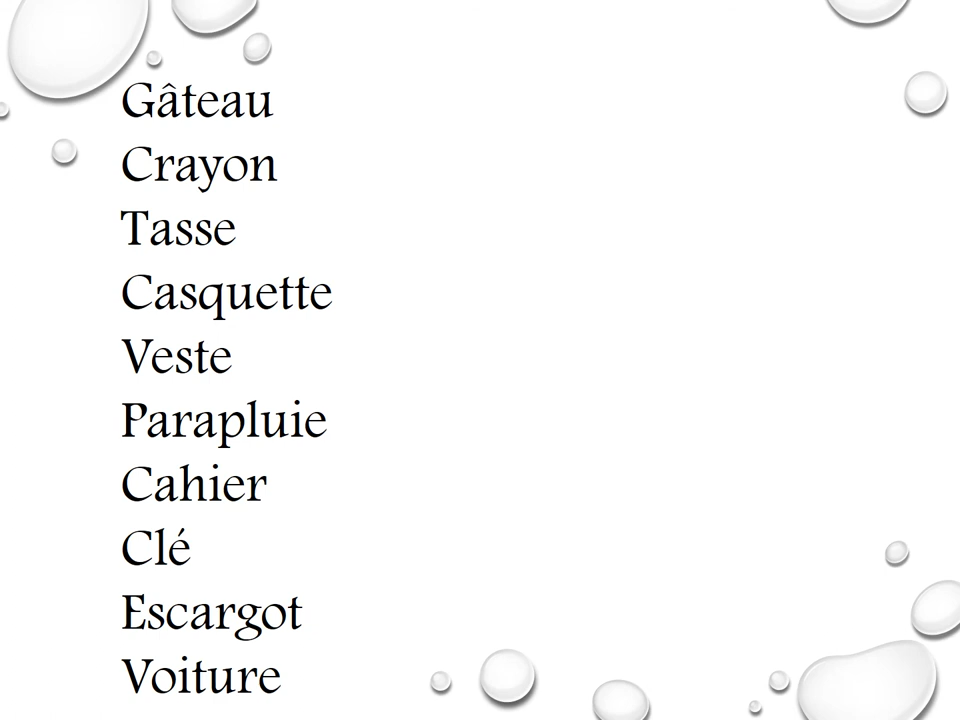 Gâteau
Crayon
Tasse
Casquette
Veste
Parapluie
Cahier
Clé
Escargot
Voiture